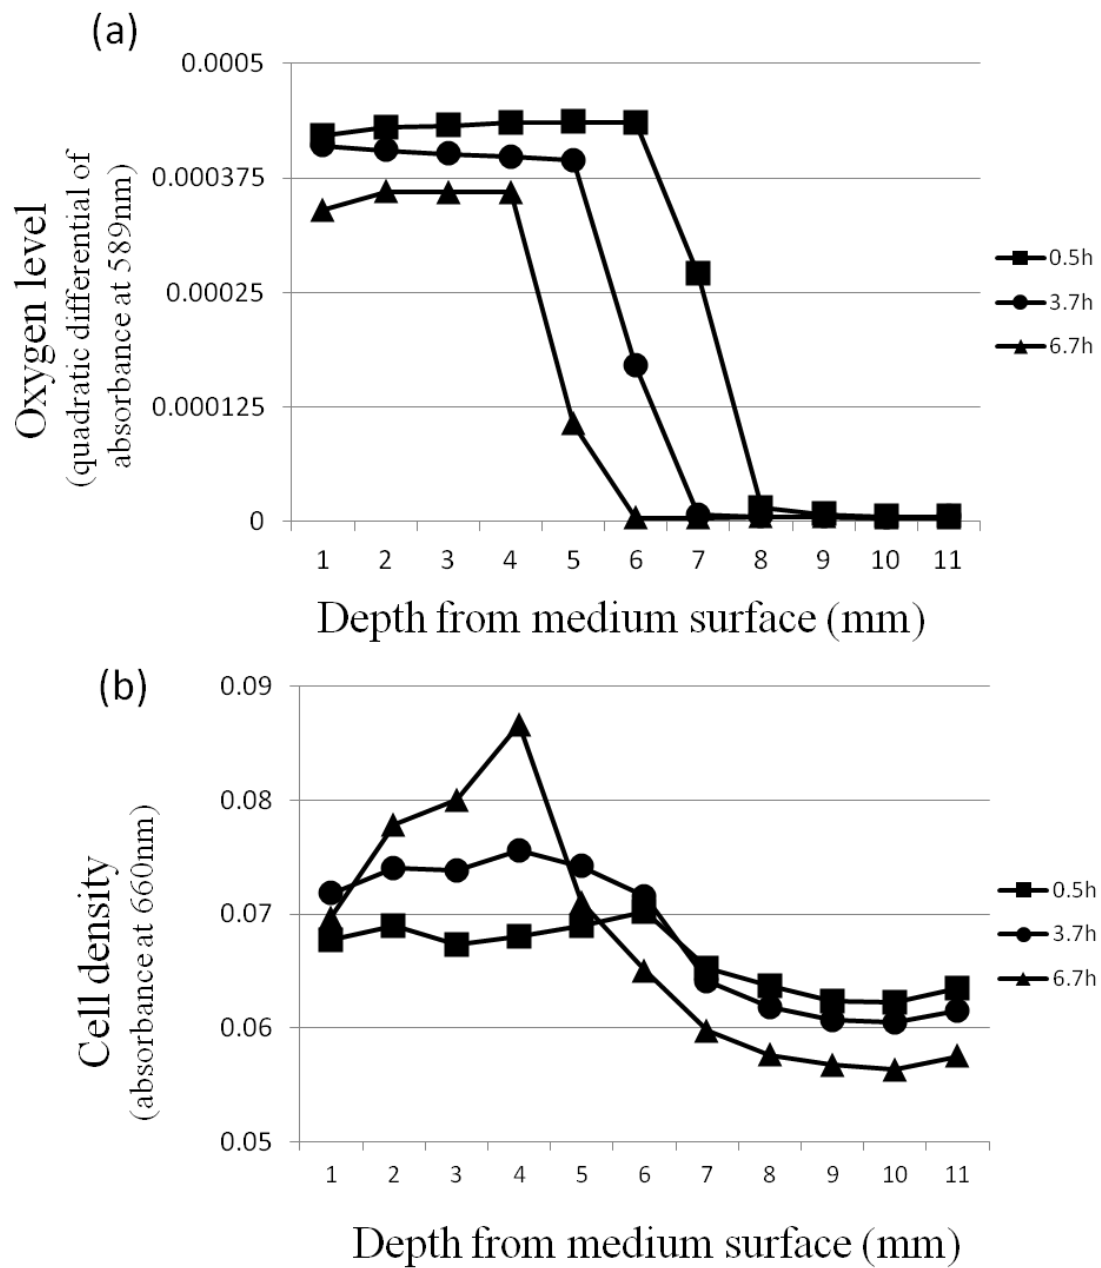 (a)
Oxygen level
(quadratic differential of
absorbance at 589nm)
0.0005
0.000375
0.00025
0.000125
0
1 2 3 4 5 6 7 8 9 10 11
Depth from medium surface (mm)
0.5h
3.7h
6.7h
(b)
Cell density
(absorbance at 660nm)
0.09
0.08
0.07
0.06
0.05
1 2 3 4 5 6 7 8 9 10 11
Depth from medium surface (mm)
0.5h
3.7h
6.7h